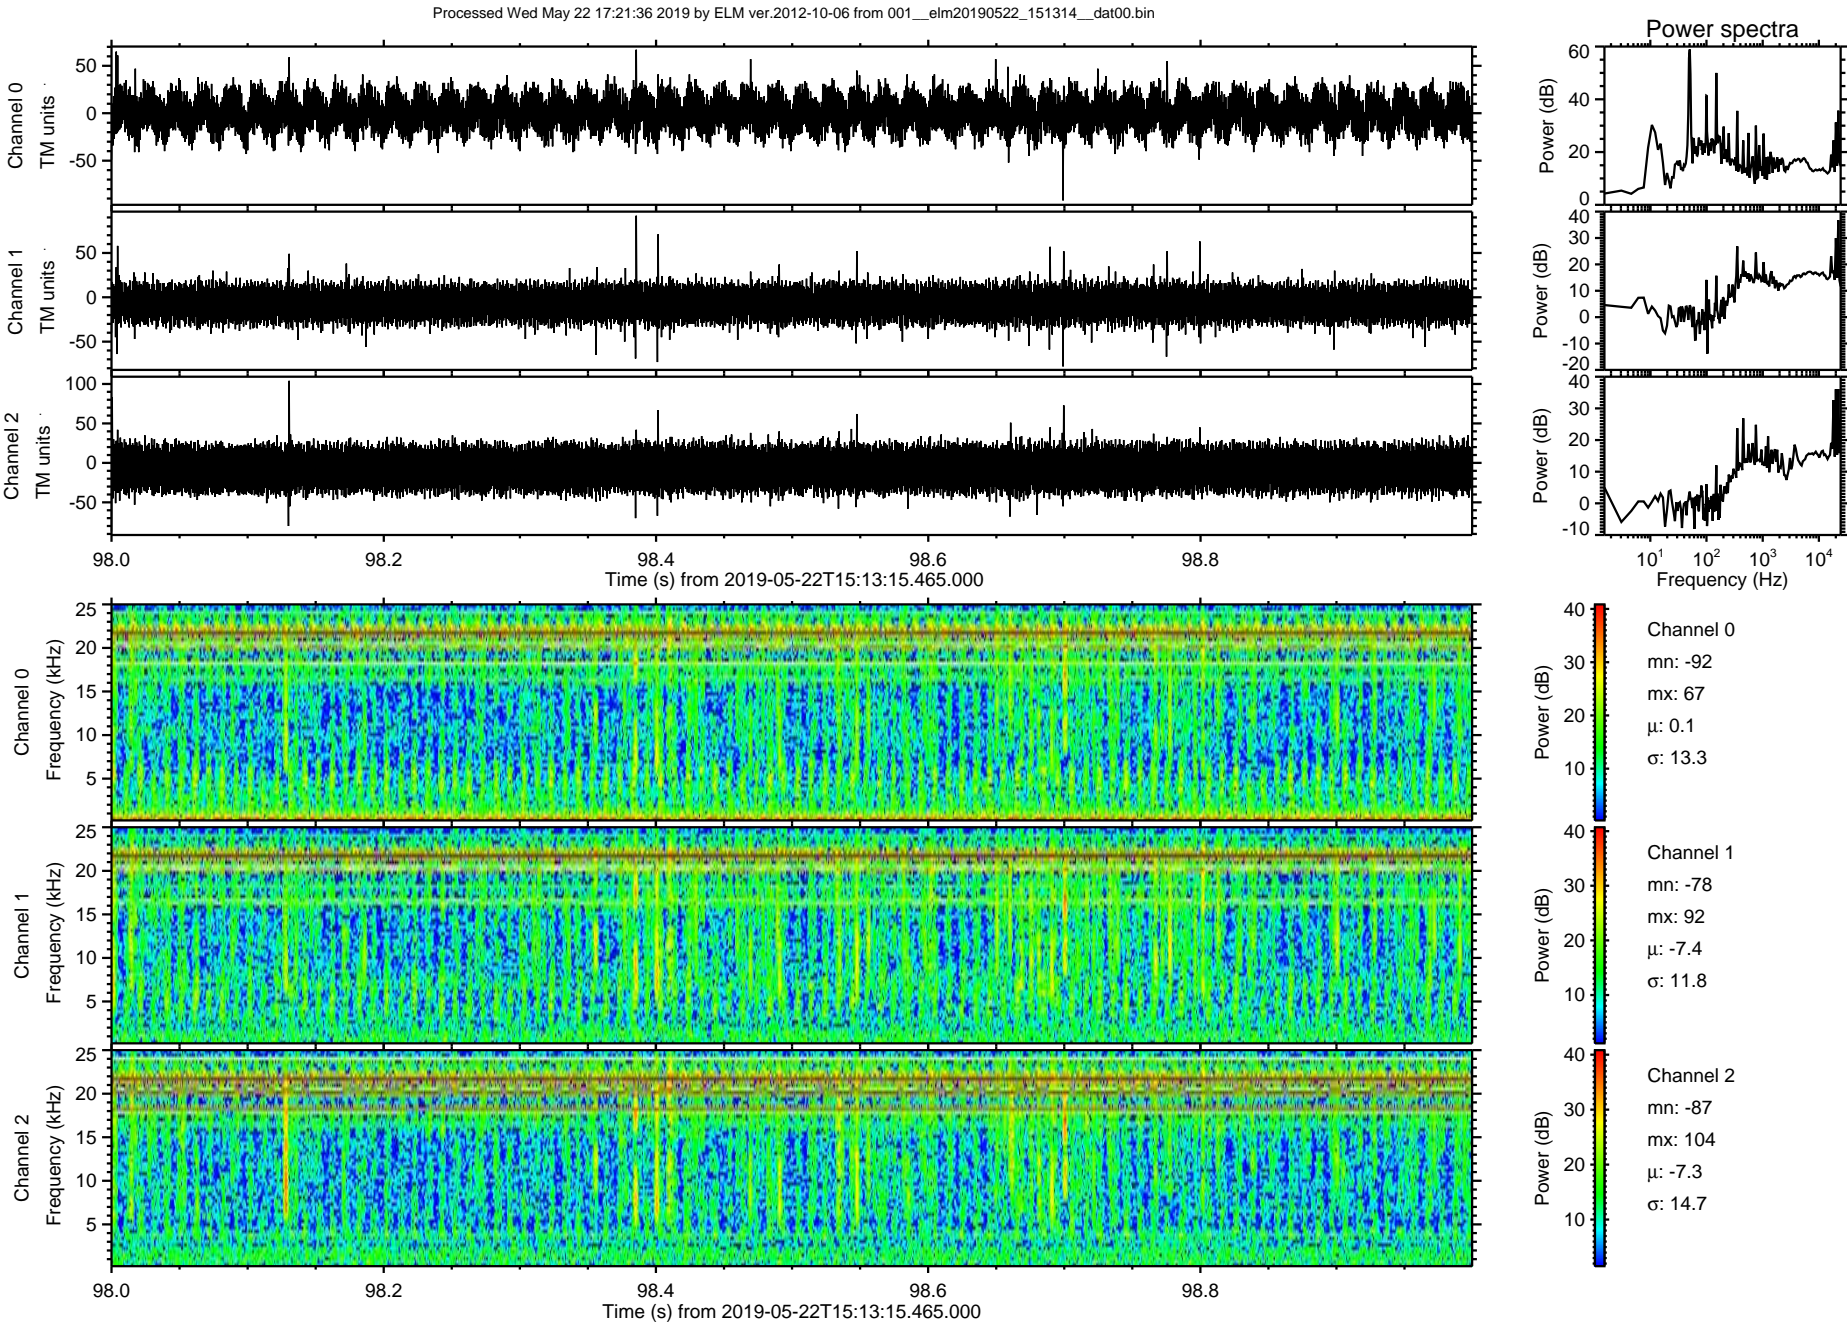 Processed Wed May 22 17:21:36 2019 by ELM ver.2012-10-06 from 001__elm20190522_151314__dat00.bin
Power spectra
Channel 0
TM units
50
0
-50
Power (dB)
60
40
20
0
Channel 1
TM units
50
0
-50
Power (dB)
40
30
20
10
0
-10
-20
Channel 2
TM units
100
50
0
-50
Power (dB)
40
30
20
10
0
-10
98.0 98.2 98.4 98.6 98.8
Time (s) from 2019-05-22T15:13:15.465.000
10^1 10^2 10^3 10^4
Frequency (Hz)
Channel 0
Frequency (kHz)
25
20
15
10
5
Power (dB)
40
30
20
10
Channel 0
mn: -92
mx: 67
μ: 0.1
σ: 13.3
Channel 1
Frequency (kHz)
25
20
15
10
5
Power (dB)
40
30
20
10
Channel 1
mn: -78
mx: 92
μ: -7.4
σ: 11.8
Channel 2
Frequency (kHz)
25
20
15
10
5
Power (dB)
40
30
20
10
Channel 2
mn: -87
mx: 104
μ: -7.3
σ: 14.7
98.0 98.2 98.4 98.6 98.8
Time (s) from 2019-05-22T15:13:15.465.000